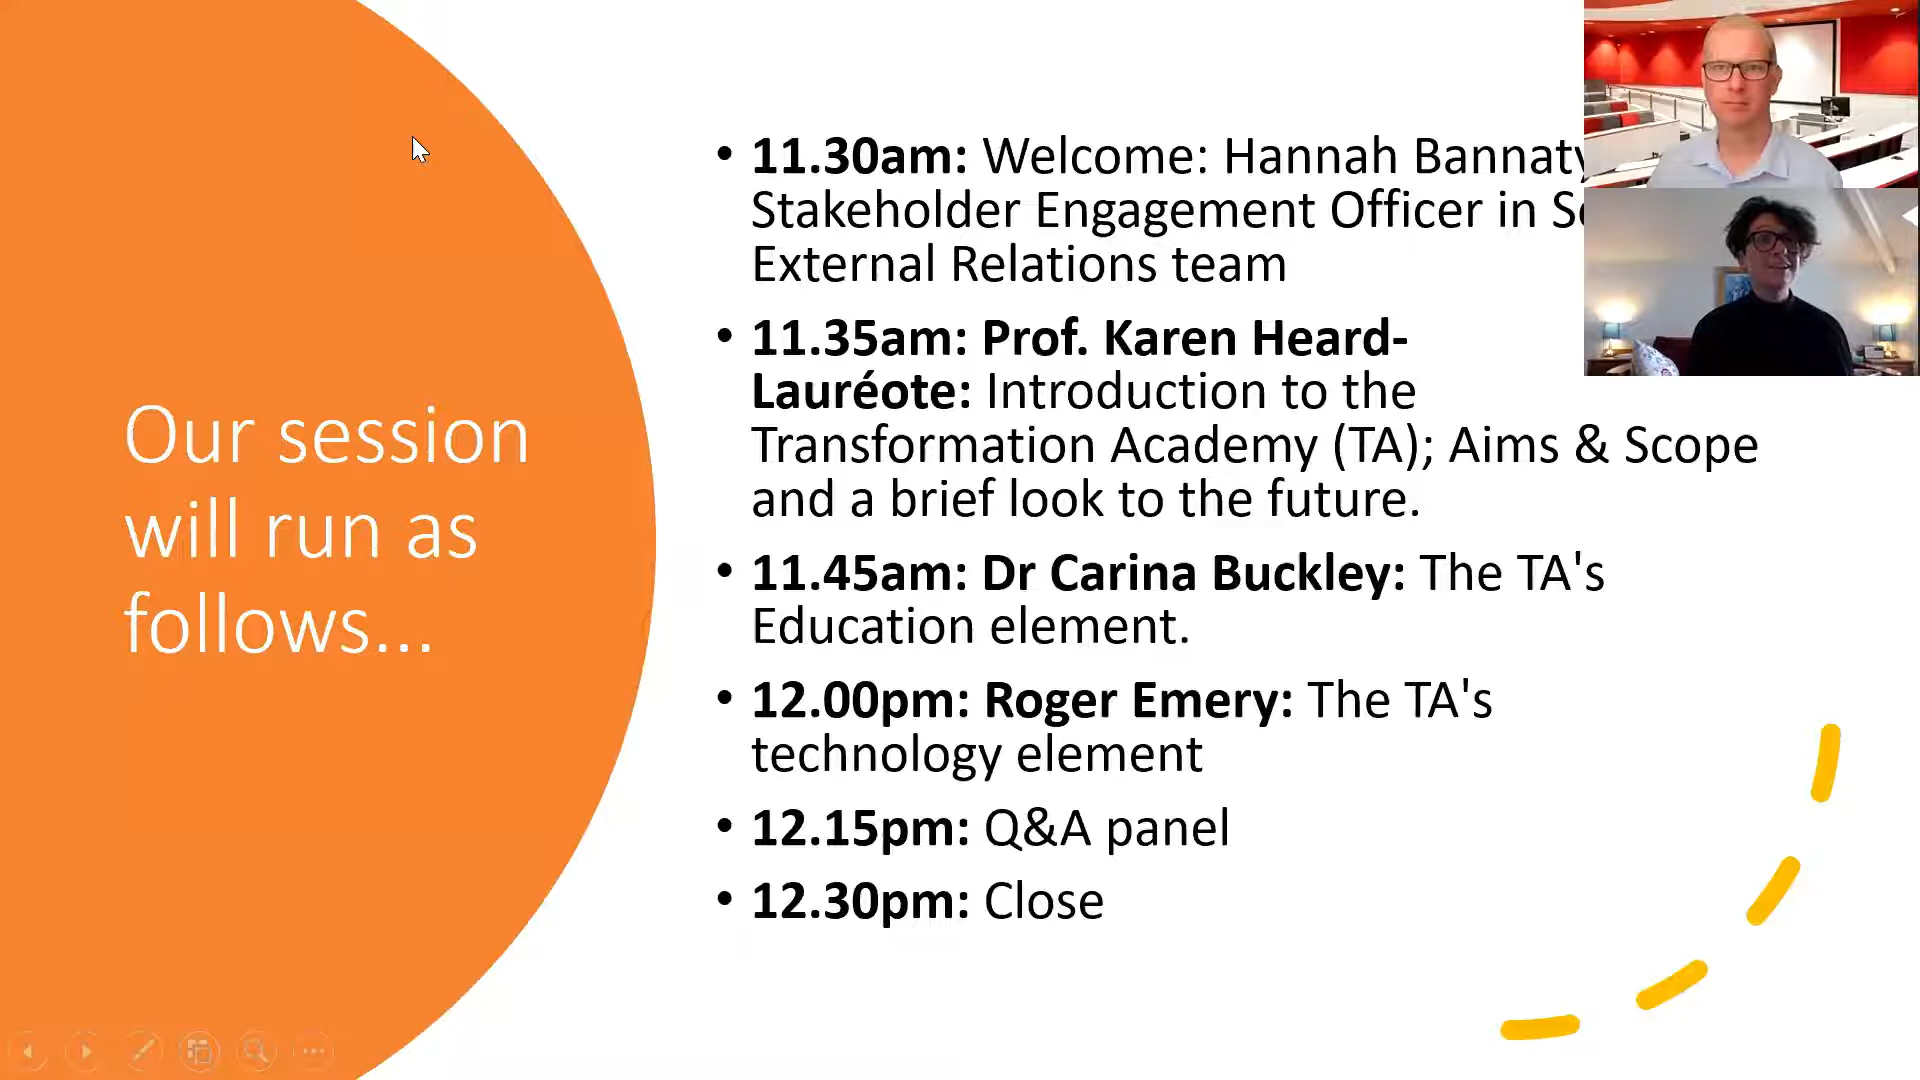 Our session
will run as
follows...
• 11.30am: Welcome: Hannah
Stakeholder Engagement Officer in
External Relations team
• 11.35am: Prof. Karen Heard-
Lauréote: Introduction to the
Transformation Academy (TA); Aims & Scope
and a brief look to the future.
• 11.45am: Dr Carina Buckley: The TA's
Education element.
• 12.00pm: Roger Emery: The TA's
technology element
• 12.15pm: Q&A panel
• 12.30pm: Close